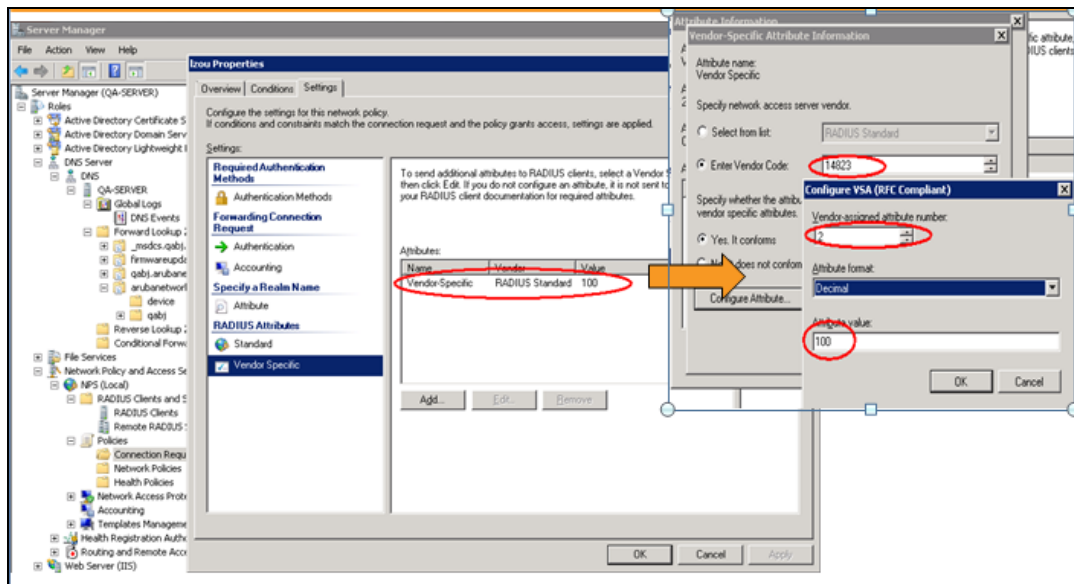 Server Manager
File Action View Help
Server Manager (QA-SERVER)
Roles
Active Directory Certificate S
Active Directory Domain Serv
Active Directory Lightweight I
DNS Server
DNS
QA-SERVER
Global Logs
DNS Events
Forward Lookup
_msdcs.qabj.
firmwareupda
qabj.arubane
arubanetwork
device
qabj
Reverse Lookup
Conditional Forw
File Services
Network Policy and Access Se
NPS (Local)
RADIUS Clients and S
RADIUS Clients
Remote RADIUS
Policies
Connection Requ
Network Policies
Health Policies
Network Access Prot
Accounting
Templates Manageme
Health Registration Autho
Routing and Remote Acce
Web Server (IIS)
Izou Properties
Overview Conditions Settings
Configure the settings for this network policy.
If conditions and constraints match the connection request and the policy grants access, settings are applied.
Settings:
Required Authentication
Methods
Authentication Methods
Forwarding Connection
Request
Authentication
Accounting
Specify a Realm Name
Attribute
RADIUS Attributes
Standard
Vendor Specific
To send additional attributes to RADIUS clients, select a Vendor S
then click Edit. If you do not configure an attribute, it is not sent to
your RADIUS client documentation for required attributes.
Attributes:
Name Vendor Value
Vendor-Specific RADIUS Standard 100
Add... Edit... Remove
OK Cancel Apply
Attribute Information
fic attribute,
DIUS clients
Vendor-Specific Attribute Information
Attribute name:
Vendor Specific
Specify network access server vendor.
Select from list: RADIUS Standard
Enter Vendor Code: 14823
Specify whether the attribu
vendor specific attributes.
Yes. It conforms
does not conform
Configure Attribute...
Configure VSA (RFC Compliant)
Vendor-assigned attribute number:
2
Attribute format:
Decimal
Attribute value:
100
OK Cancel